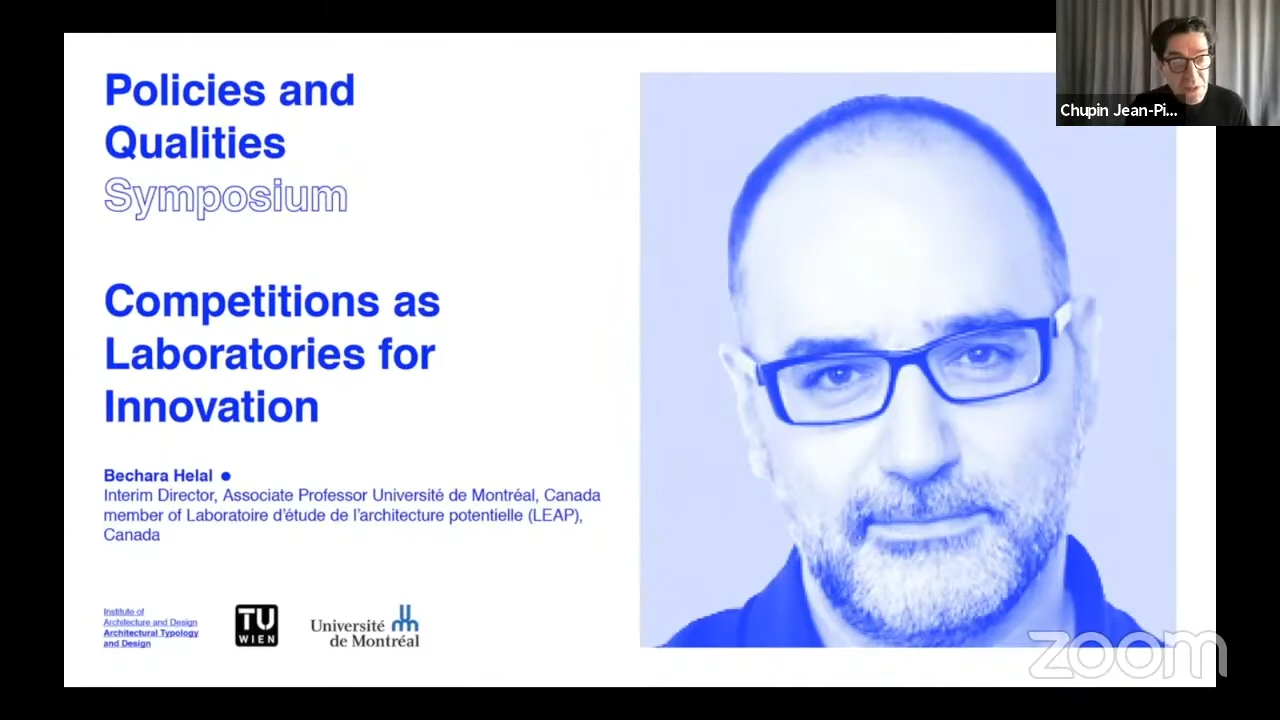 Policies and
Qualities
Symposium
Competitions as
Laboratories for
Innovation
Bechara Helal ●
Interim Director, Associate Professor Université de Montréal, Canada
member of Laboratoire d'étude de l'architecture potentielle (LEAP),
Canada
Institute of
Architecture and Design
Architectural Typology
and Design
TU
WIEN
Université
de Montréal
Chupin Jean-Pi...
zoom